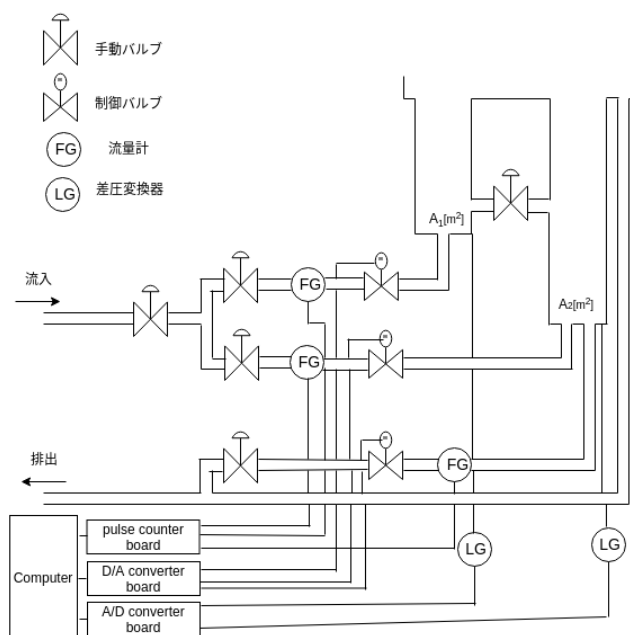 手動バルブ
制御バルブ
FG 流量計
LG 差圧変換器
A1[m²]
流入
FG
A2[m²]
FG
排出
FG
pulse counter
board
LG
LG
Computer
D/A converter
board
A/D converter
board